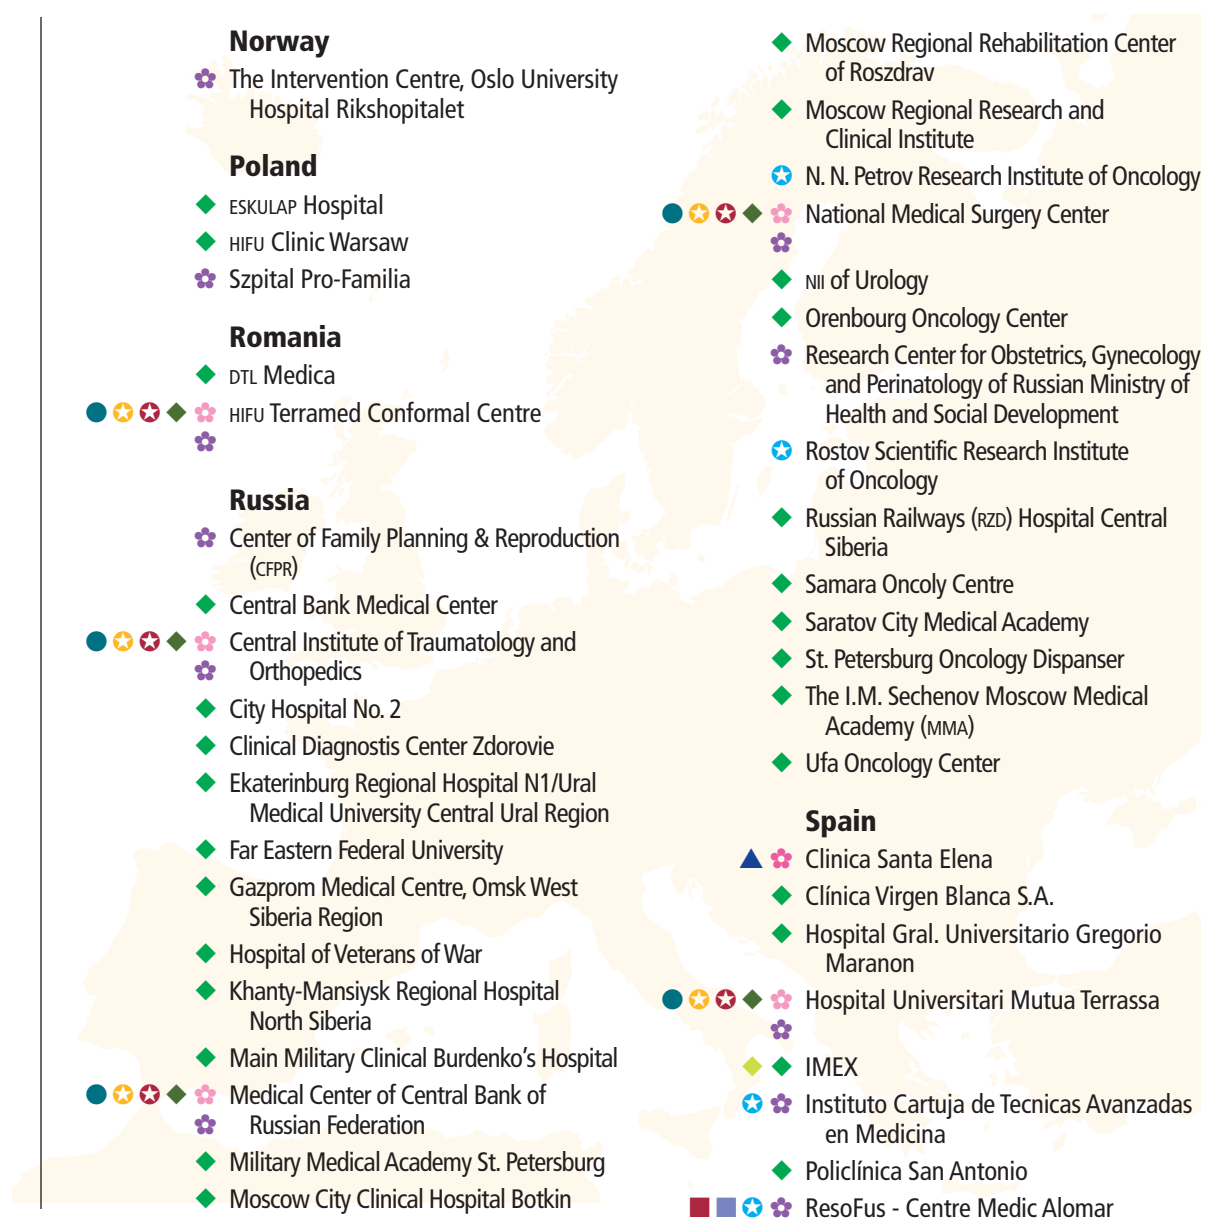 Norway
The Intervention Centre, Oslo University
Hospital Rikshopitalet
Poland
ESKULAP Hospital
HIFU Clinic Warsaw
Szpital Pro-Familia
Romania
DTL Medica
HIFU Terramed Conformal Centre
Russia
Center of Family Planning & Reproduction
(CFPR)
Central Bank Medical Center
Central Institute of Traumatology and
Orthopedics
City Hospital No. 2
Clinical Diagnostis Center Zdorovie
Ekaterinburg Regional Hospital N1/Ural
Medical University Central Ural Region
Far Eastern Federal University
Gazprom Medical Centre, Omsk West
Siberia Region
Hospital of Veterans of War
Khanty-Mansiysk Regional Hospital
North Siberia
Main Military Clinical Burdenko's Hospital
Medical Center of Central Bank of
Russian Federation
Military Medical Academy St. Petersburg
Moscow City Clinical Hospital Botkin
Moscow Regional Rehabilitation Center
of Roszdrav
Moscow Regional Research and
Clinical Institute
N. N. Petrov Research Institute of Oncology
National Medical Surgery Center
NII of Urology
Orenbourg Oncology Center
Research Center for Obstetrics, Gynecology
and Perinatology of Russian Ministry of
Health and Social Development
Rostov Scientific Research Institute
of Oncology
Russian Railways (RZD) Hospital Central
Siberia
Samara Oncoly Centre
Saratov City Medical Academy
St. Petersburg Oncology Dispanser
The I.M. Sechenov Moscow Medical
Academy (MMA)
Ufa Oncology Center
Spain
Clinica Santa Elena
Clínica Virgen Blanca S.A.
Hospital Gral. Universitario Gregorio
Maranon
Hospital Universitari Mutua Terrassa
IMEX
Instituto Cartuja de Tecnicas Avanzadas
en Medicina
Policlínica San Antonio
ResoFus - Centre Medic Alomar